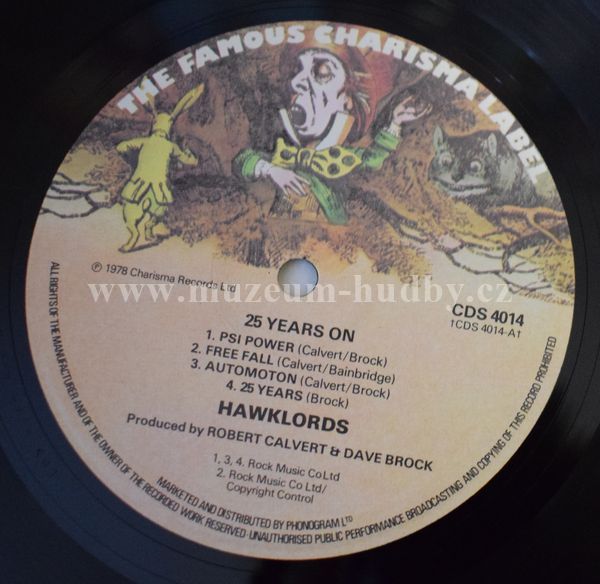 THE FAMOUS CHARISMA LABEL
℗ 1978 Charisma Records Ltd
www.muzeum-hudby.cz
CDS 4014
†CDS 4014-A†
25 YEARS ON
1. PSI POWER (Calvert/Brock)
2. FREE FALL (Calvert/Bainbridge)
3. AUTOMOTON (Calvert/Brock)
4. 25 YEARS (Brock)
HAWKLORDS
Produced by ROBERT CALVERT & DAVE BROCK
1, 3, 4. Rock Music Co Ltd
2. Rock Music Co Ltd/
Copyright Control
MARKETED AND DISTRIBUTED BY PHONOGRAM LTD
ALL RIGHTS OF THE MANUFACTURER AND OF THE OWNER OF THE RECORDED WORK RESERVED-UNAUTHORISED PUBLIC PERFORMANCE BROADCASTING AND COPYING OF THIS RECORD PROHIBITED